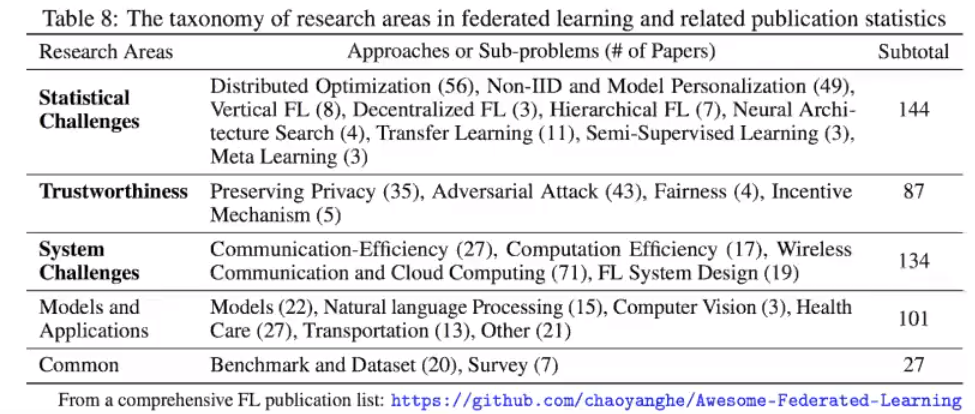 Table 8: The taxonomy of research areas in federated learning and related publication statistics
Research Areas Approaches or Sub-problems (# of Papers) Subtotal
Statistical Challenges Distributed Optimization (56), Non-IID and Model Personalization (49),
Vertical FL (8), Decentralized FL (3), Hierarchical FL (7), Neural Archi-
tecture Search (4), Transfer Learning (11), Semi-Supervised Learning (3),
Meta Learning (3) 144
Trustworthiness Preserving Privacy (35), Adversarial Attack (43), Fairness (4), Incentive
Mechanism (5) 87
System Challenges Communication-Efficiency (27), Computation Efficiency (17), Wireless
Communication and Cloud Computing (71), FL System Design (19) 134
Models and Applications Models (22), Natural language Processing (15), Computer Vision (3), Health
Care (27), Transportation (13), Other (21) 101
Common Benchmark and Dataset (20), Survey (7) 27
From a comprehensive FL publication list: https://github.com/chaoyanghe/Awesome-Federated-Learning